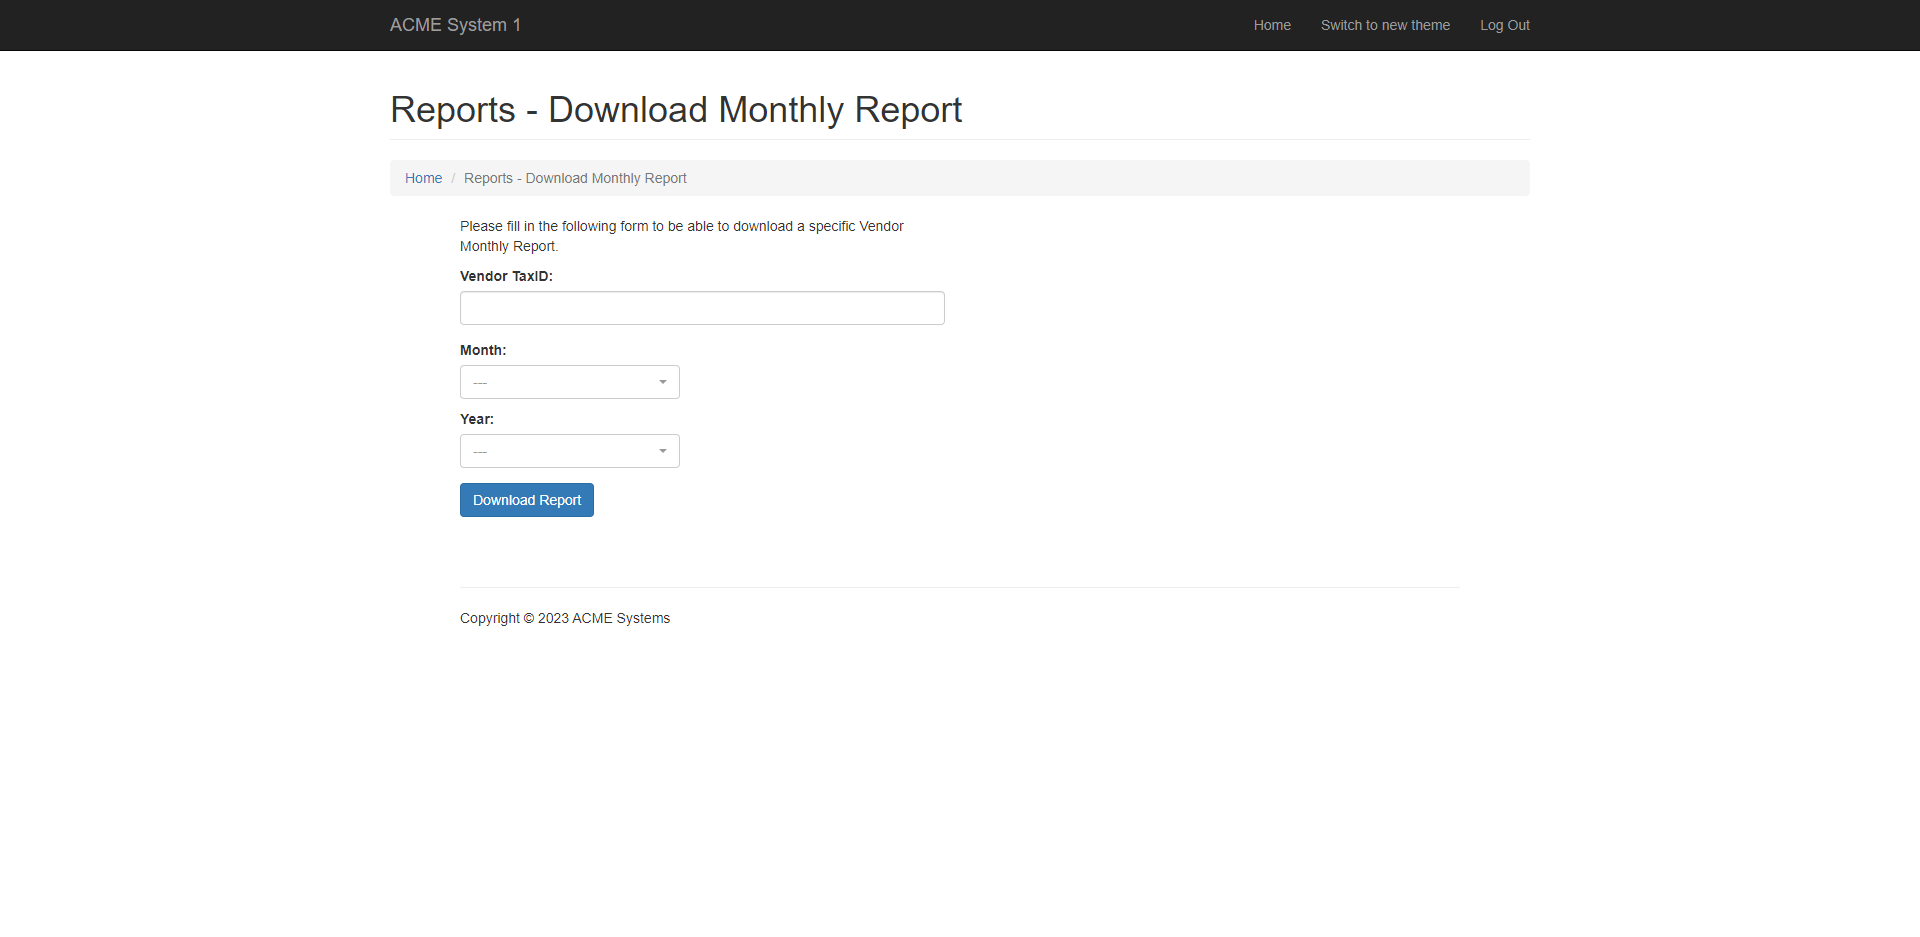 ACME System 1
Home
Switch to new theme
Log Out
Reports - Download Monthly Report
Home / Reports - Download Monthly Report
Please fill in the following form to be able to download a specific Vendor
Monthly Report.
Vendor TaxID:
Month:
---
Year:
---
Download Report
Copyright © 2023 ACME Systems